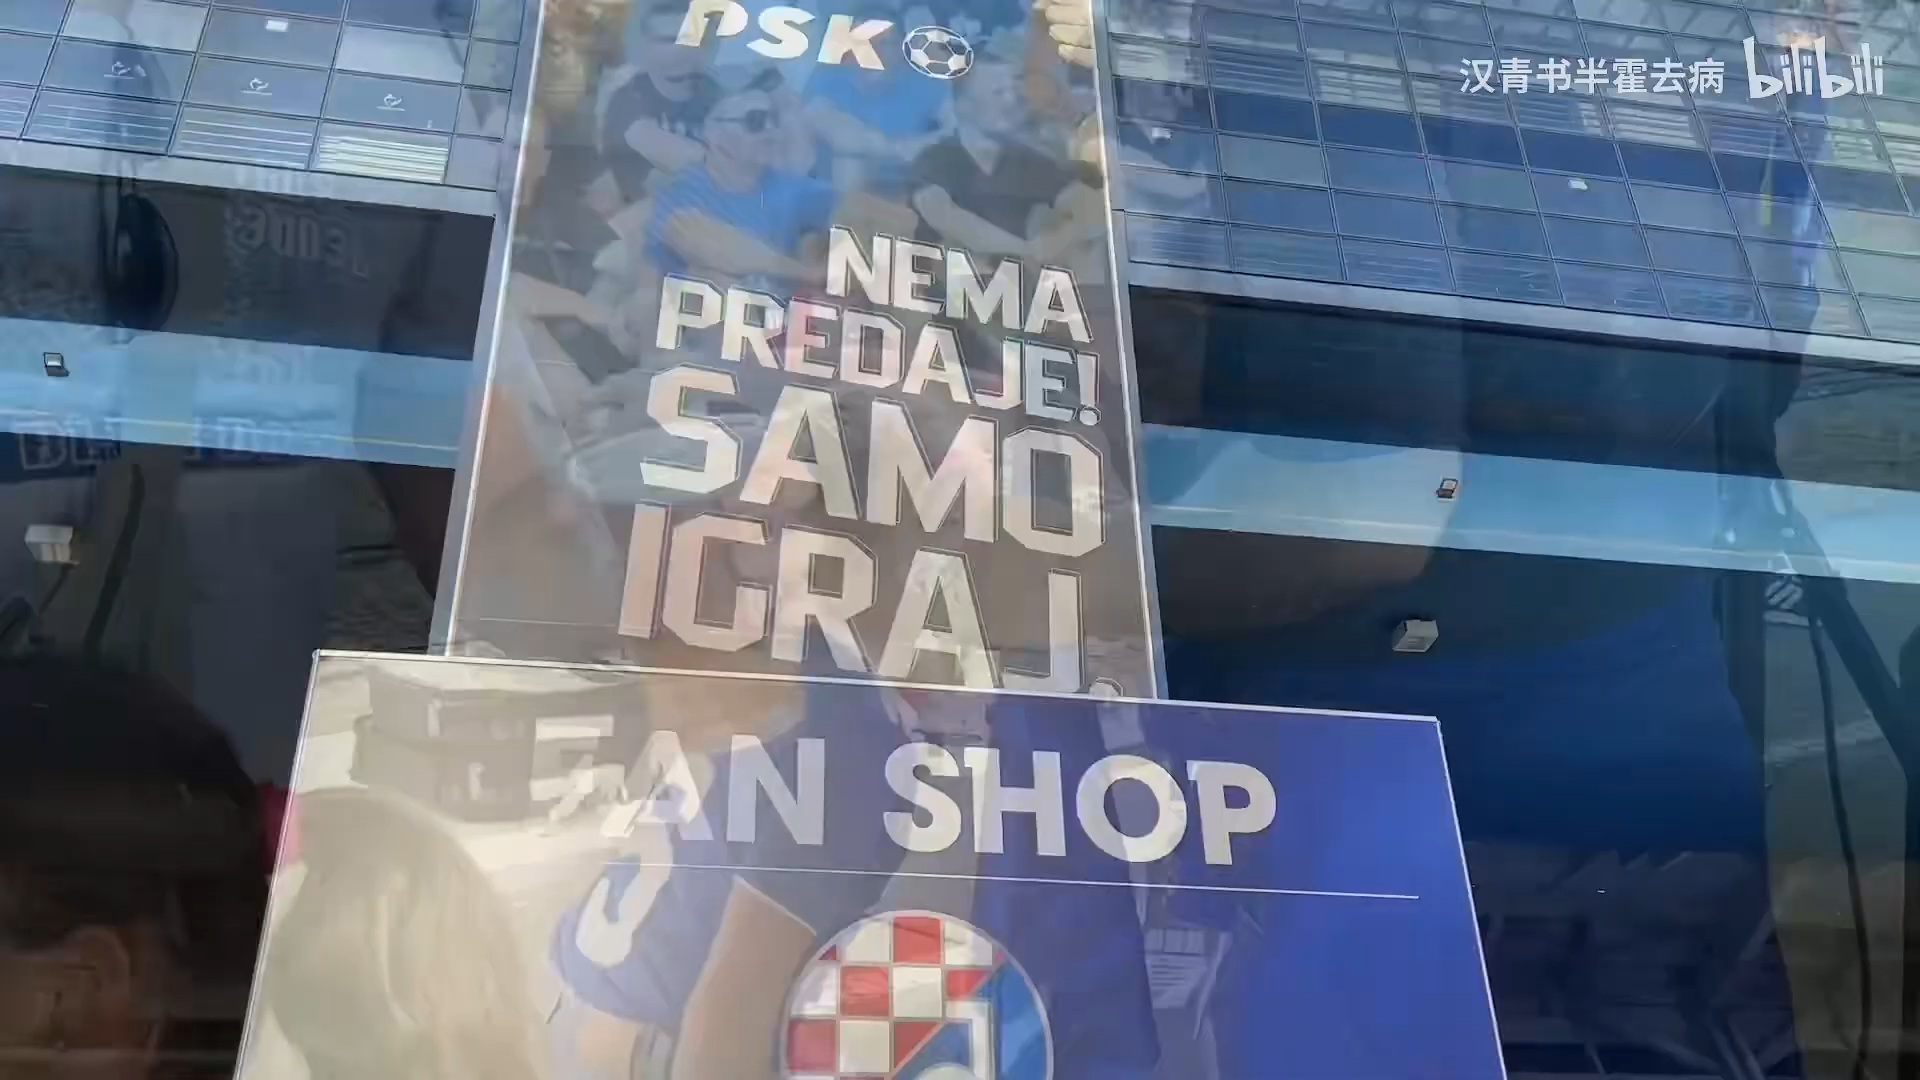 PSK
汉青书半霍去病 bilibili
NEMA
PREDAJE!
SAMO
IGRAJ.
FAN SHOP